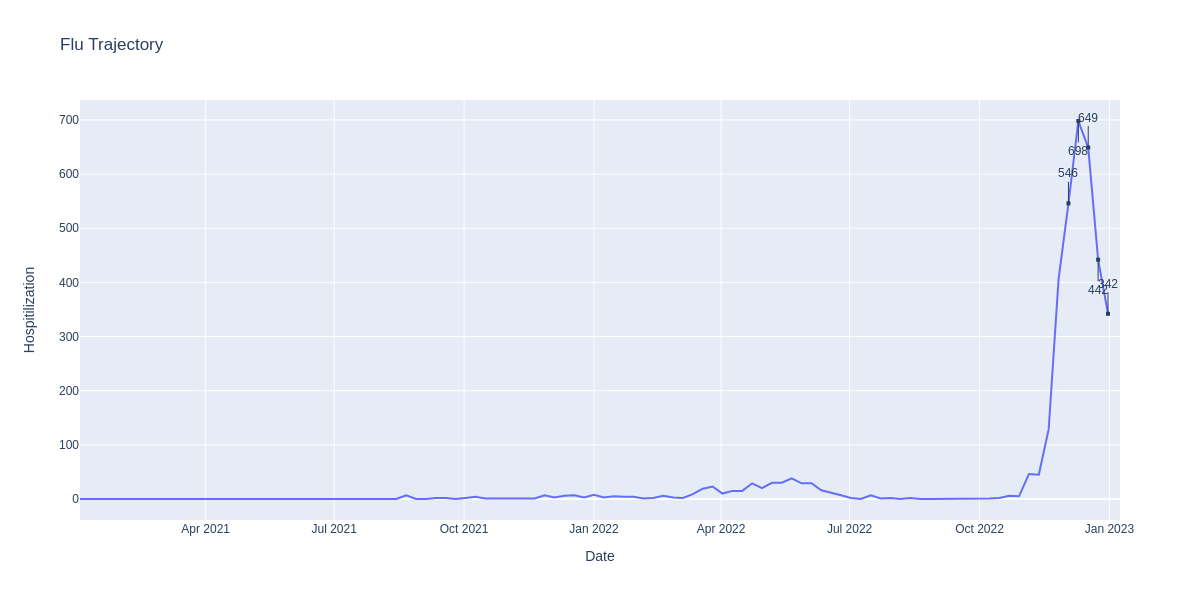 Flu Trajectory
Hospitilization
700
600
500
400
300
200
100
0
649
698
546
442
342
Apr 2021
Jul 2021
Oct 2021
Jan 2022
Apr 2022
Jul 2022
Oct 2022
Jan 2023
Date